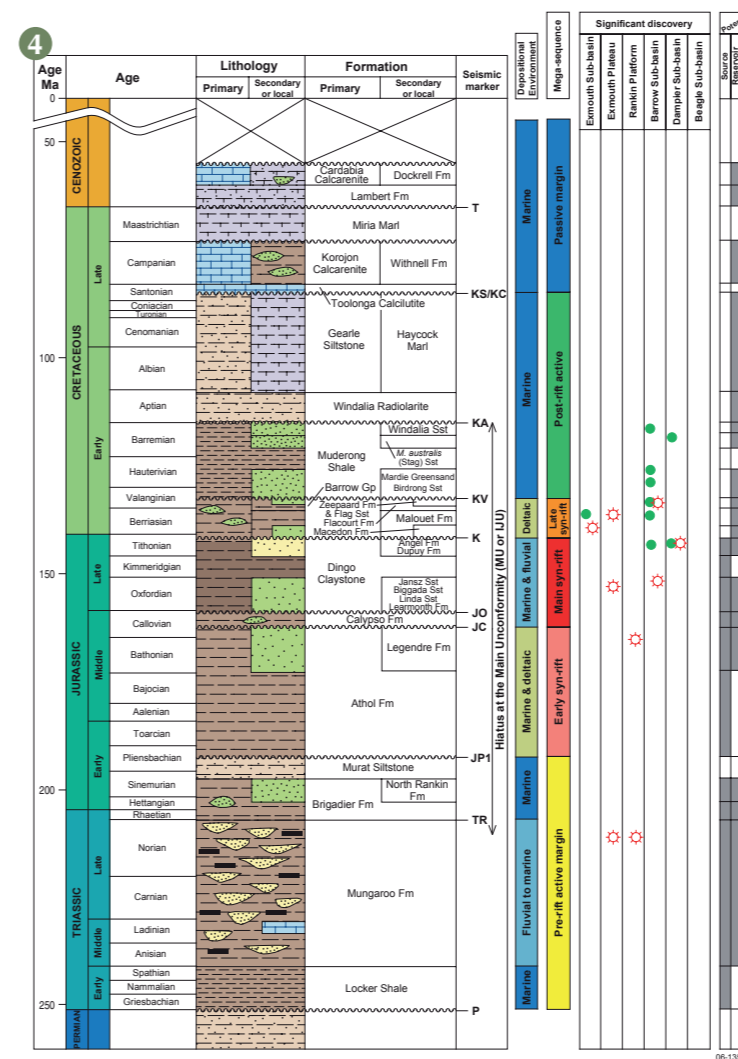 4
Age
Ma
Age
Lithology
Primary
Secondary
or local
Formation
Primary
Secondary
or local
Seismic
marker
Depositional
Environment
Mega-sequence
Significant discovery
Exmouth Sub-basin
Exmouth Plateau
Rankin Platform
Barrow Sub-basin
Dampier Sub-basin
Beagle Sub-basin
Source
Reservoir
0
50
100
150
200
250
CENOZOIC
CRETACEOUS
JURASSIC
TRIASSIC
PERMIAN
Late
Early
Late
Middle
Early
Late
Middle
Early
Maastrichtian
Campanian
Santonian
Coniacian
Turonian
Cenomanian
Albian
Aptian
Barremian
Hauterivian
Valanginian
Berriasian
Tithonian
Kimmeridgian
Oxfordian
Callovian
Bathonian
Bajocian
Aalenian
Toarcian
Pliensbachian
Sinemurian
Hettangian
Rhaetian
Norian
Carnian
Ladinian
Anisian
Spathian
Nammalian
Griesbachian
Cardabia
Calcarenite
Dockrell Fm
Lambert Fm
Miria Marl
Korojon
Calcarenite
Withnell Fm
Toolonga Calcilutite
Gearle
Siltstone
Haycock
Marl
Windalia Radiolarite
Windalia Sst
M. australis
(Stag) Sst
Muderong
Shale
Mardie Greensand
Birdrong Sst
Barrow Gp
Zeepaard Fm
& Flag Sst
Flacourt Fm
Malouet Fm
Macedon Fm
Angel Fm
Dupuy Fm
Dingo
Claystone
Jansz Sst
Biggada Sst
Linda Sst
Learmonth Fm
Calypso Fm
Legendre Fm
Athol Fm
Murat Siltstone
North Rankin
Fm
Brigadier Fm
Mungaroo Fm
Locker Shale
T
KS/KC
KA
KV
K
JO
JC
JP1
TR
P
Hiatus at the Main Unconformity (MU or IJU)
Marine
Marine
Deltaic
Marine & fluvial
Marine & deltaic
Marine
Fluvial to marine
Marine
Passive margin
Post-rift active
Late
syn-rift
Main syn-rift
Early syn-rift
Pre-rift active margin